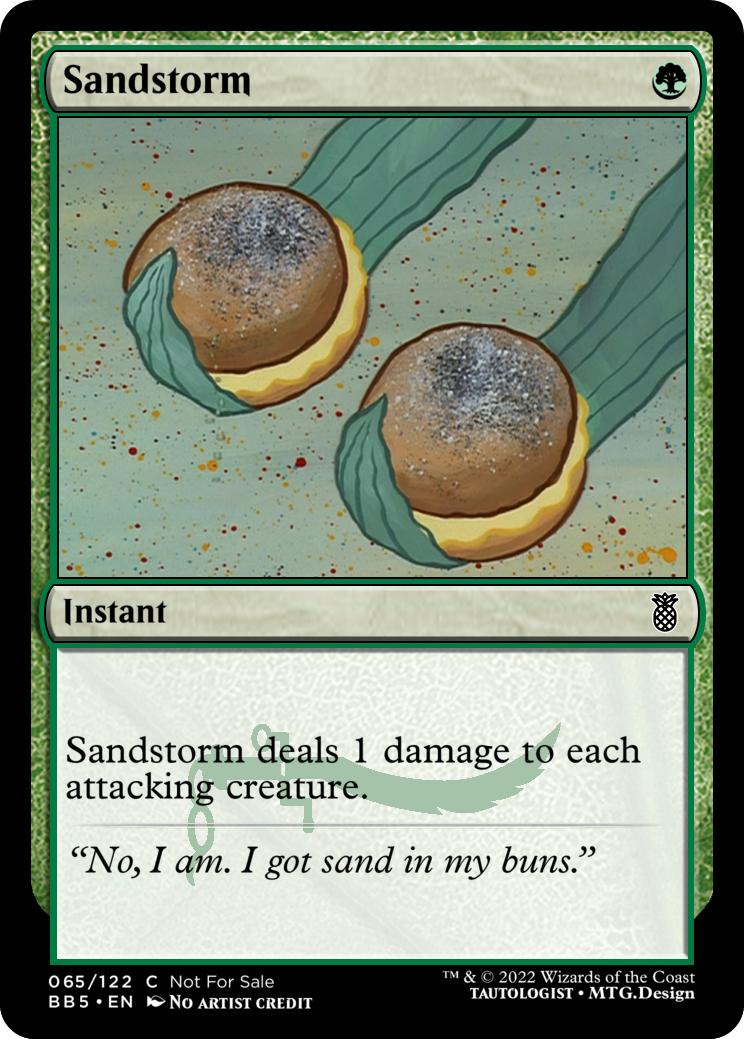 Sandstorm
Instant
Sandstorm deals 1 damage to each
attacking creature.
“No, I am. I got sand in my buns.”
065/122 C Not For Sale
BB5 • EN No artist credit
™ & © 2022 Wizards of the Coast
TAUTOLOGIST • MTG.Design